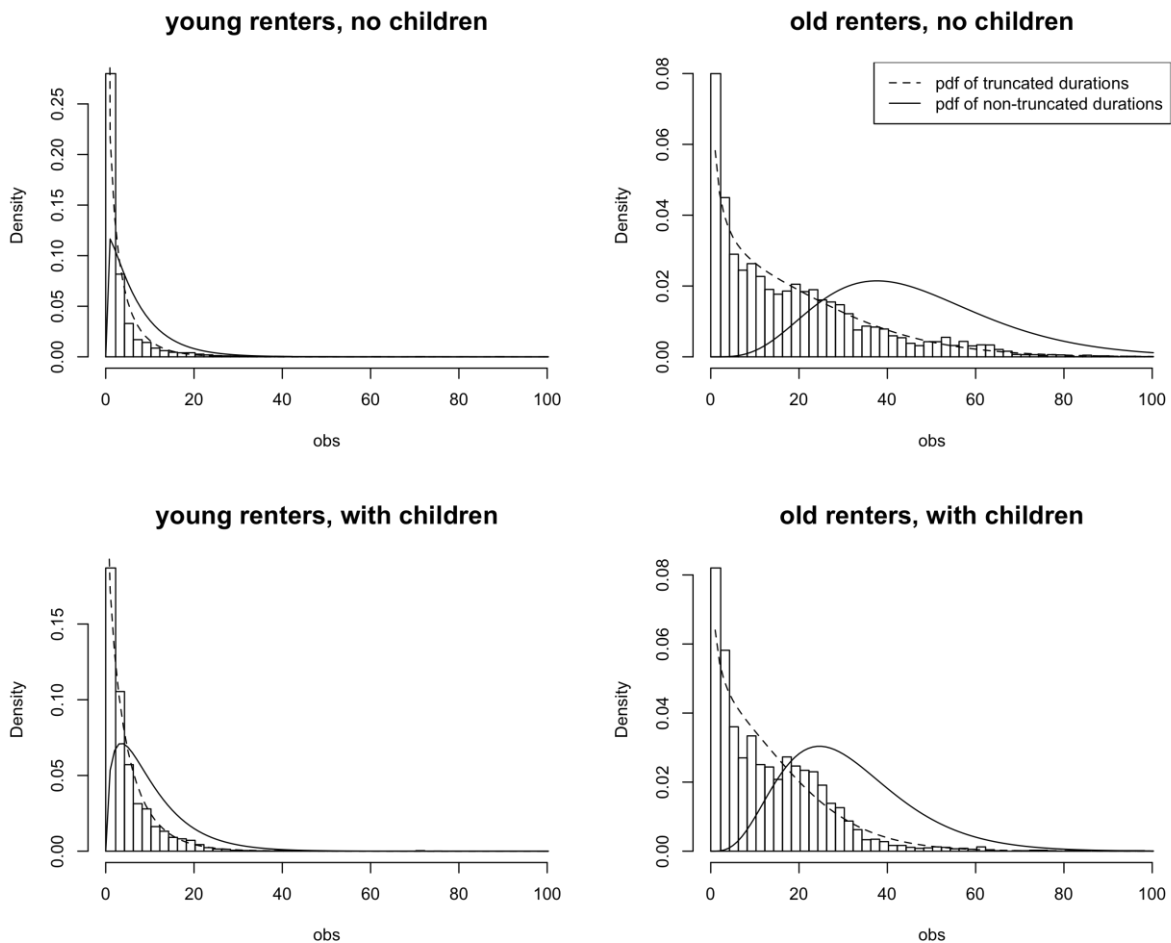 young renters, no children
Density
0.00 0.05 0.10 0.15 0.20 0.25
0 20 40 60 80 100
obs
old renters, no children
pdf of truncated durations
pdf of non-truncated durations
Density
0.00 0.02 0.04 0.06 0.08
0 20 40 60 80 100
obs
young renters, with children
Density
0.00 0.05 0.10 0.15
0 20 40 60 80 100
obs
old renters, with children
Density
0.00 0.02 0.04 0.06 0.08
0 20 40 60 80 100
obs